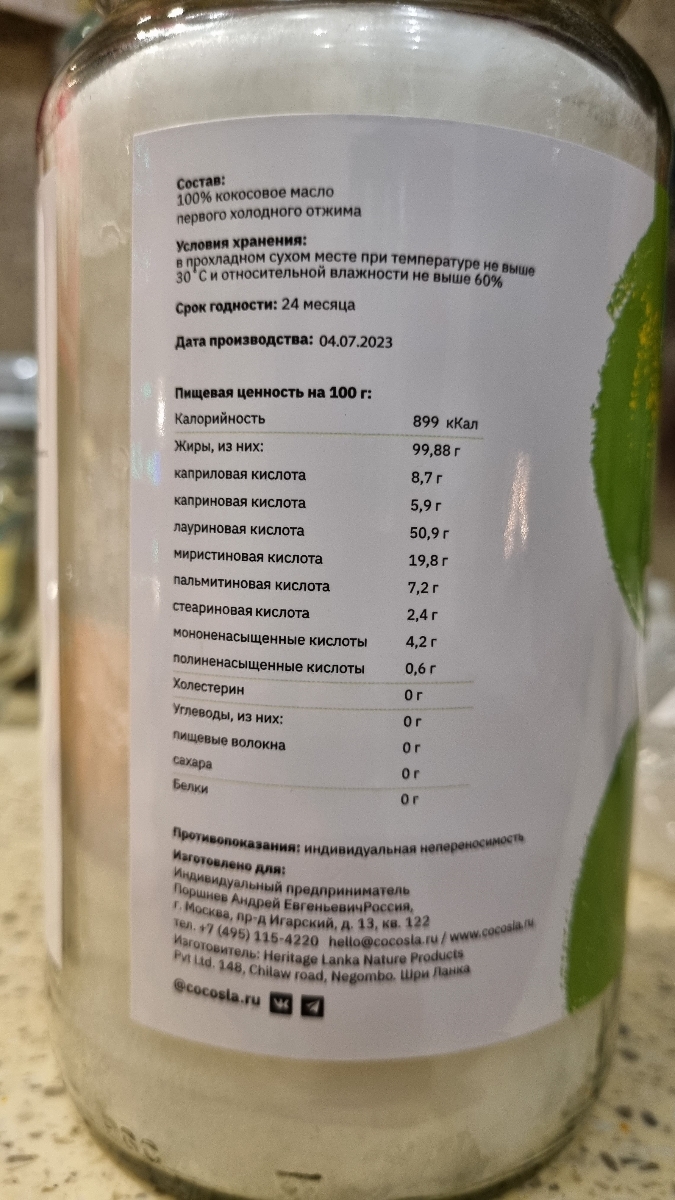 Состав:
100% кокосовое масло
первого холодного отжима
Условия хранения:
в прохладном сухом месте при температуре не выше
30˚С и относительной влажности не выше 60%
Срок годности: 24 месяца
Дата производства: 04.07.2023
Пищевая ценность на 100 г:
Калорийность 899 кКал
Жиры, из них: 99,88 г
каприловая кислота 8,7 г
каприновая кислота 5,9 г
лауриновая кислота 50,9 г
миристиновая кислота 19,8 г
пальмитиновая кислота 7,2 г
стеариновая кислота 2,4 г
мононенасыщенные кислоты 4,2 г
полиненасыщенные кислоты 0,6 г
Холестерин 0 г
Углеводы, из них: 0 г
пищевые волокна 0 г
сахара 0 г
Белки 0 г
Противопоказания: индивидуальная непереносимость
Изготовлено для:
Индивидуальный предприниматель
Поршнев Андрей ЕвгеньевичРоссия,
г. Москва, пр-д Игарский, д. 13, кв. 122
тел. +7 (495) 115-4220 hello@cocosla.ru / www.cocosla.ru
Изготовитель: Heritage Lanka Nature Products
Pvt Ltd. 148, Chilaw road, Negombo. Шри Ланка
@cocosla.ru